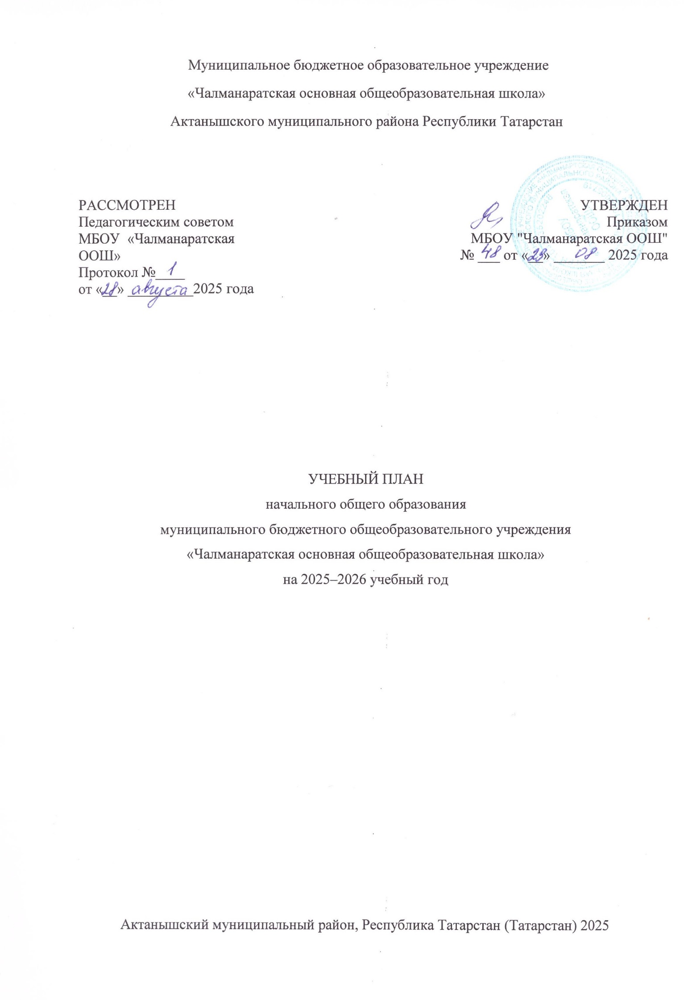 Муниципальное бюджетное образовательное учреждение
«Чалманаратская основная общеобразовательная школа»
Актанышского муниципального района Республики Татарстан
РАССМОТРЕН
Педагогическим советом
МБОУ «Чалманаратская
ООШ»
Протокол № 1
от «28» августа 2025 года
УТВЕРЖДЕН
Приказом
МБОУ "Чалманаратская ООШ"
№ 48 от «29» 08 2025 года
УЧЕБНЫЙ ПЛАН
начального общего образования
муниципального бюджетного общеобразовательного учреждения
«Чалманаратская основная общеобразовательная школа»
на 2025–2026 учебный год
Актанышский муниципальный район, Республика Татарстан (Татарстан) 2025